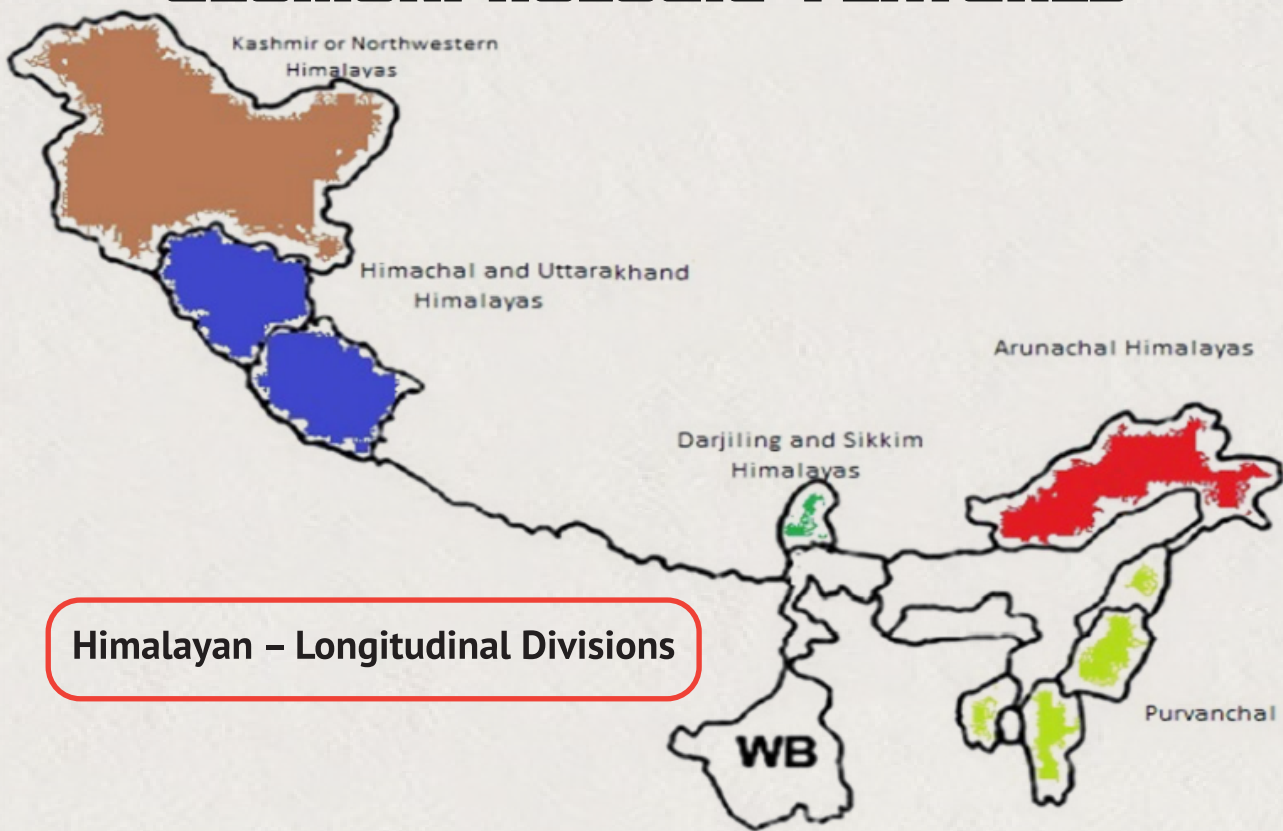 Kashmir or Northwestern
Himalayas
Himachal and Uttarakhand
Himalayas
Arunachal Himalayas
Darjiling and Sikkim
Himalayas
Himalayan – Longitudinal Divisions
Purvanchal
WB